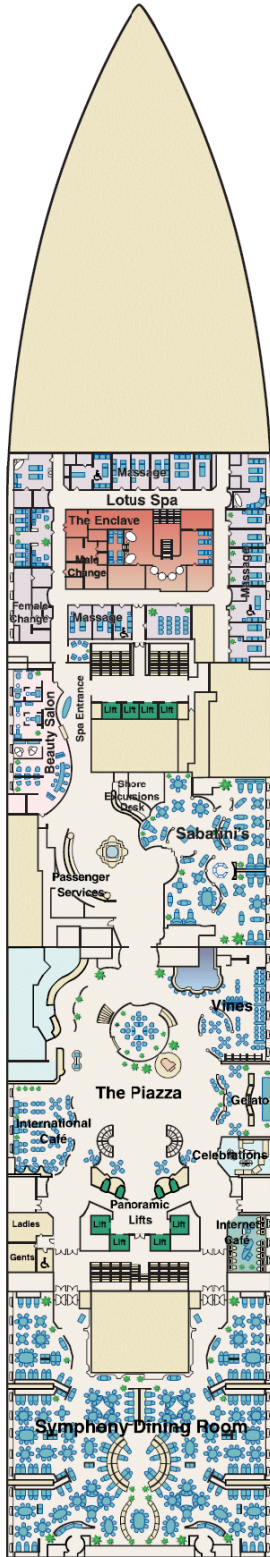 Massage
Lotus Spa
The Enclave
Male
Change
Massage
Female
Change
Massage
Spa Entrance
Beauty Salon
Lift
Lift
Lift
Lift
Shore
Excursions
Desk
Sabatini's
Passenger
Services
Vines
The Piazza
Gelato
International
Café
Celebrations
Panoramic
Lifts
Ladies
Lift
Lift
Internet
Café
Lift
Lift
Gents
Symphony Dining Room